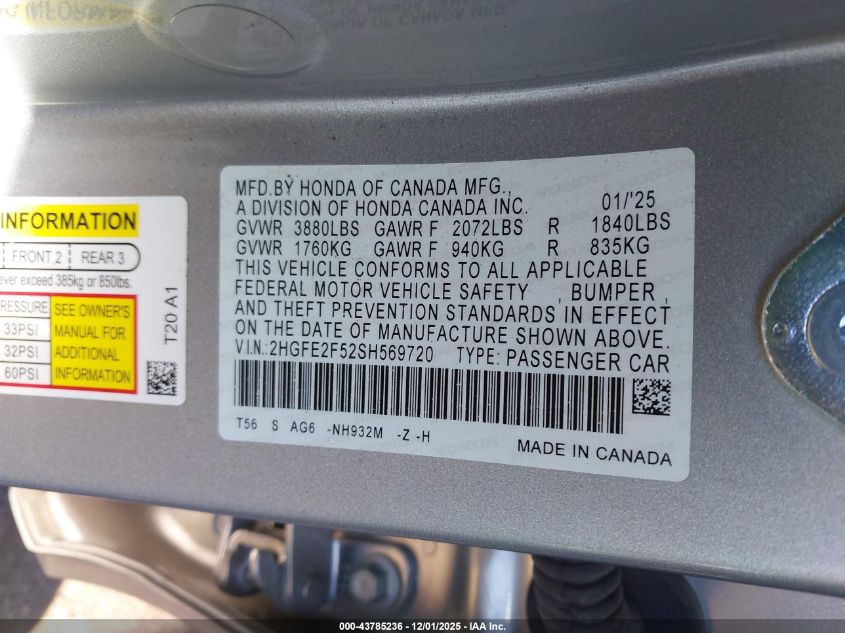 INFORMATION
FRONT 2 REAR 3
ever exceed 385kg or 850lbs.
RESSURE SEE OWNER'S
33PSI MANUAL FOR
32PSI ADDITIONAL
60PSI INFORMATION
T20 A1
MFD.BY HONDA OF CANADA MFG.,
A DIVISION OF HONDA CANADA INC. 01/'25
GVWR 3880LBS GAWR F 2072LBS R 1840LBS
GVWR 1760KG GAWR F 940KG R 835KG
THIS VEHICLE CONFORMS TO ALL APPLICABLE
FEDERAL MOTOR VEHICLE SAFETY , BUMPER ,
AND THEFT PREVENTION STANDARDS IN EFFECT
ON THE DATE OF MANUFACTURE SHOWN ABOVE.
V.I.N.:2HGFE2F52SH569720 TYPE: PASSENGER CAR
T56 S AG6 -NH932M -Z -H
MADE IN CANADA
000-43785236 - 12/01/2025 - IAA Inc.